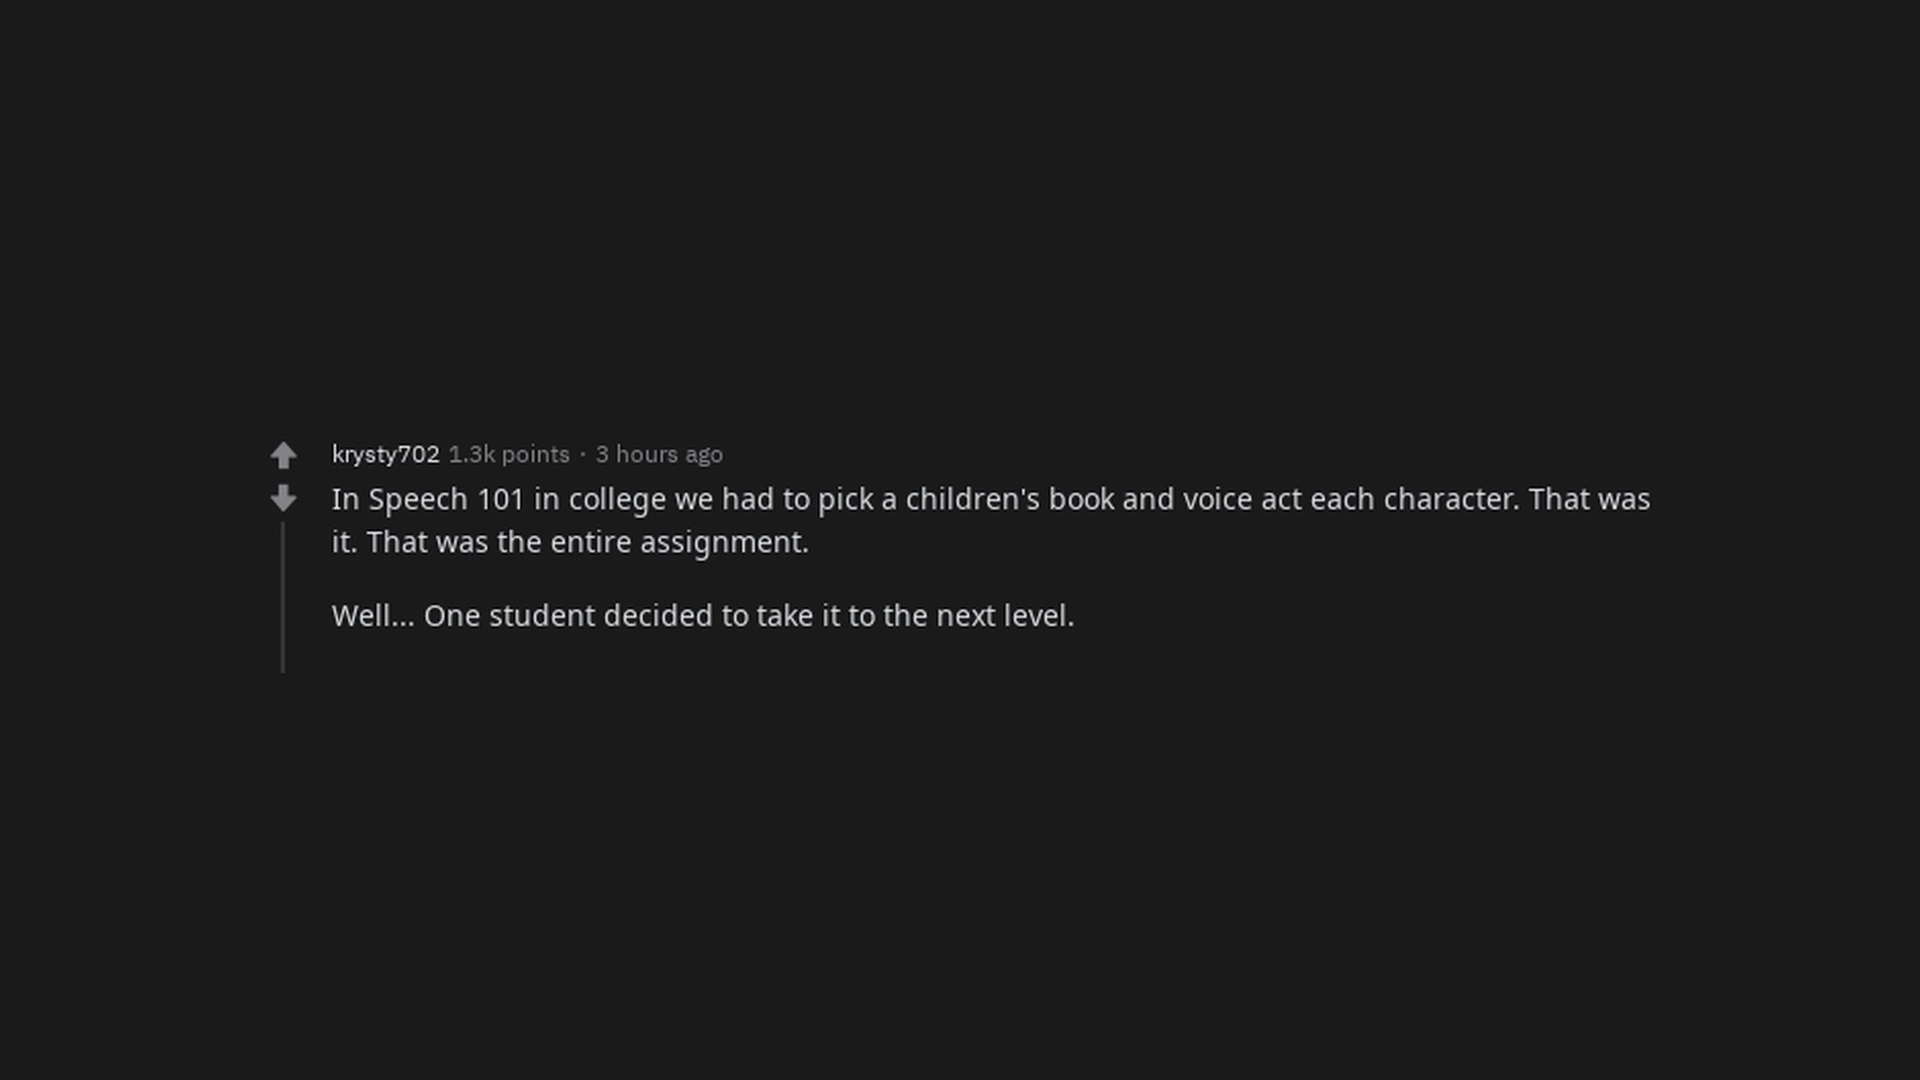 krysty702 1.3k points · 3 hours ago
In Speech 101 in college we had to pick a children's book and voice act each character. That was
it. That was the entire assignment.
Well... One student decided to take it to the next level.